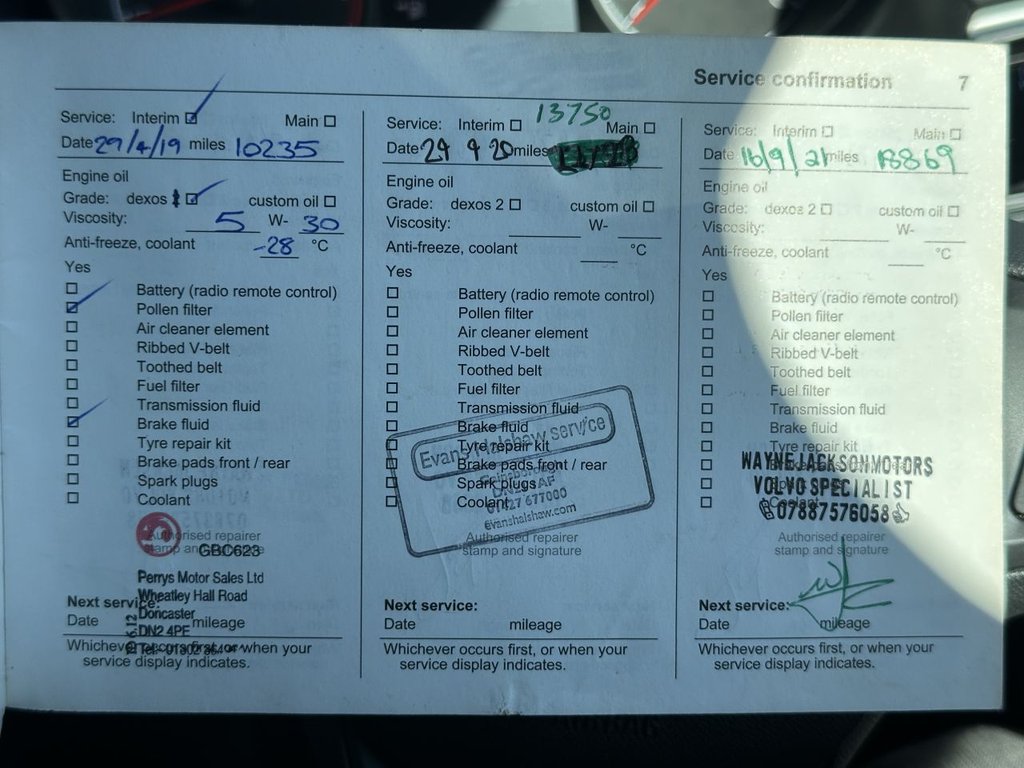 Service confirmation 7
Service: Interim Main
Date 29/4/19 miles 10235
Engine oil
Grade: dexos custom oil
Viscosity: 5 W- 30
Anti-freeze, coolant -28 °C
Yes
Battery (radio remote control)
Pollen filter
Air cleaner element
Ribbed V-belt
Toothed belt
Fuel filter
Transmission fluid
Brake fluid
Tyre repair kit
Brake pads front / rear
Spark plugs
Coolant
Authorised repairer
stamp and signature
GBC623
Perrys Motor Sales Ltd
Wheatley Hall Road
Doncaster
DN2 4PE
Next service:
Date mileage
Whichever occurs first, or when your
service display indicates.
13750
Service: Interim Main
Date 29 9 20 miles
Engine oil
Grade: dexos 2 custom oil
Viscosity: W-
Anti-freeze, coolant °C
Yes
Battery (radio remote control)
Pollen filter
Air cleaner element
Ribbed V-belt
Toothed belt
Fuel filter
Transmission fluid
Brake fluid
Tyre repair kit
Brake pads front / rear
Spark plugs
Coolant
Evans Halshaw service
Gainsborough
01427 677000
evanshalshaw.com
Authorised repairer
stamp and signature
Next service:
Date mileage
Whichever occurs first, or when your
service display indicates.
Service: Interim Main
Date 16/9/21 miles 18869
Engine oil
Grade: dexos 2 custom oil
Viscosity: W-
Anti-freeze, coolant °C
Yes
Battery (radio remote control)
Pollen filter
Air cleaner element
Ribbed V-belt
Toothed belt
Fuel filter
Transmission fluid
Brake fluid
Tyre repair kit
WAYNE JACKSON MOTORS
VOLVO SPECIALIST
07887576058
Coolant
Authorised repairer
stamp and signature
Next service:
Date mileage
Whichever occurs first, or when your
service display indicates.